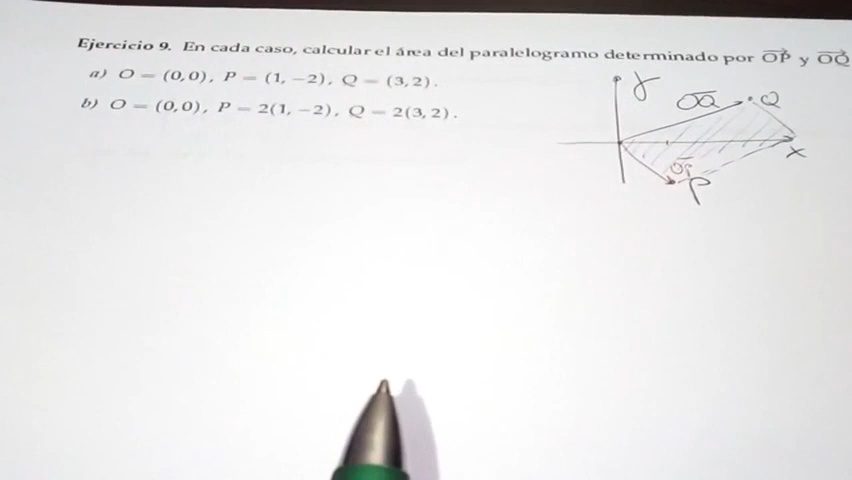 Ejercicio 9. En cada caso, calcular el área del paralelogramo determinado por OP y OQ
a) O = (0,0), P = (1, −2), Q = (3, 2).
b) O = (0,0), P = 2(1, −2), Q = 2(3, 2).
y
OQ
Q
x
OP
P